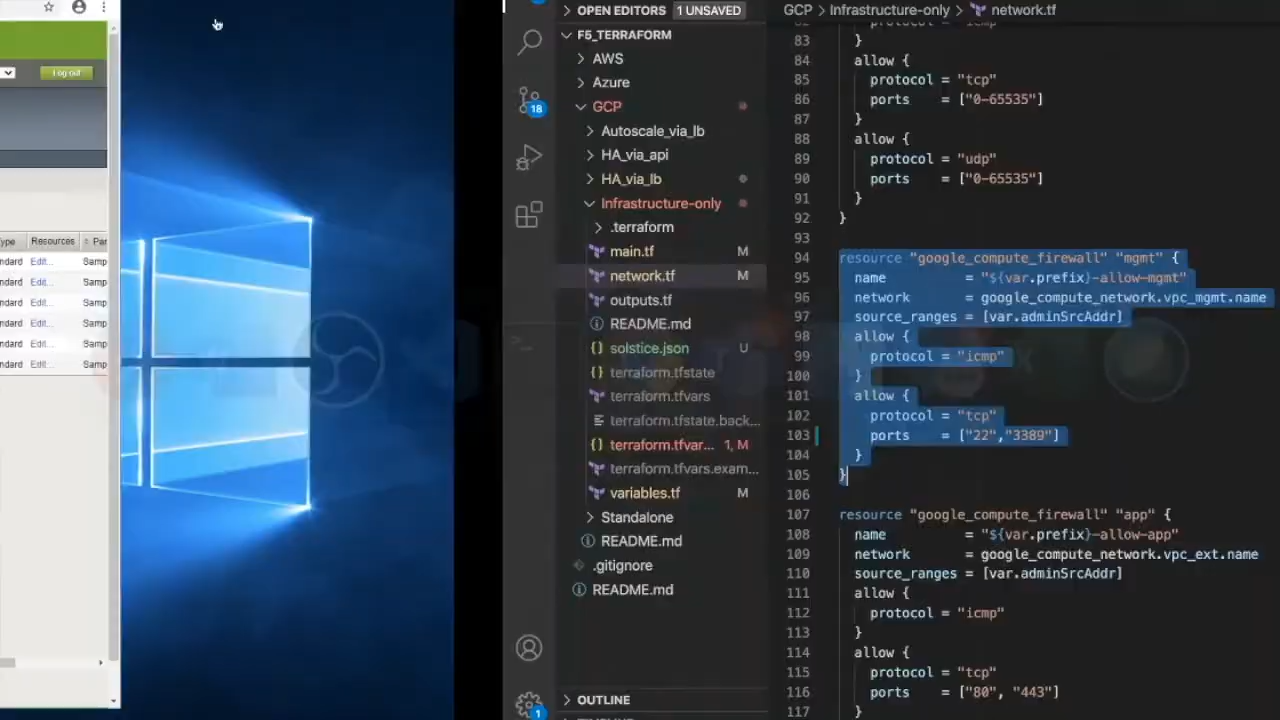 Log out
ype Resources Par
ndard Edit... Samp
ndard Edit... Samp
ndard Edit... Samp
ndard Edit... Samp
ndard Edit... Samp
ndard Edit... Samp
18
1
OPEN EDITORS 1 UNSAVED
F5_TERRAFORM
AWS
Azure
GCP
Autoscale_via_lb
HA_via_api
HA_via_lb
Infrastructure-only
.terraform
main.tf M
network.tf M
outputs.tf
README.md
solstice.json U
terraform.tfstate
terraform.tfvars
terraform.tfstate.back...
terraform.tfvar... 1, M
terraform.tfvars.exam...
variables.tf M
Standalone
README.md
.gitignore
README.md
OUTLINE
GCP > Infrastructure-only > network.tf
83 }
84 allow {
85 protocol = "tcp"
86 ports = ["0-65535"]
87 }
88 allow {
89 protocol = "udp"
90 ports = ["0-65535"]
91 }
92 }
93
94 resource "google_compute_firewall" "mgmt" {
95 name = "${var.prefix}-allow-mgmt"
96 network = google_compute_network.vpc_mgmt.name
97 source_ranges = [var.adminSrcAddr]
98 allow {
99 protocol = "icmp"
100 }
101 allow {
102 protocol = "tcp"
103 ports = ["22","3389"]
104 }
105 }
106
107 resource "google_compute_firewall" "app" {
108 name = "${var.prefix}-allow-app"
109 network = google_compute_network.vpc_ext.name
110 source_ranges = [var.adminSrcAddr]
111 allow {
112 protocol = "icmp"
113 }
114 allow {
115 protocol = "tcp"
116 ports = ["80", "443"]
117 }